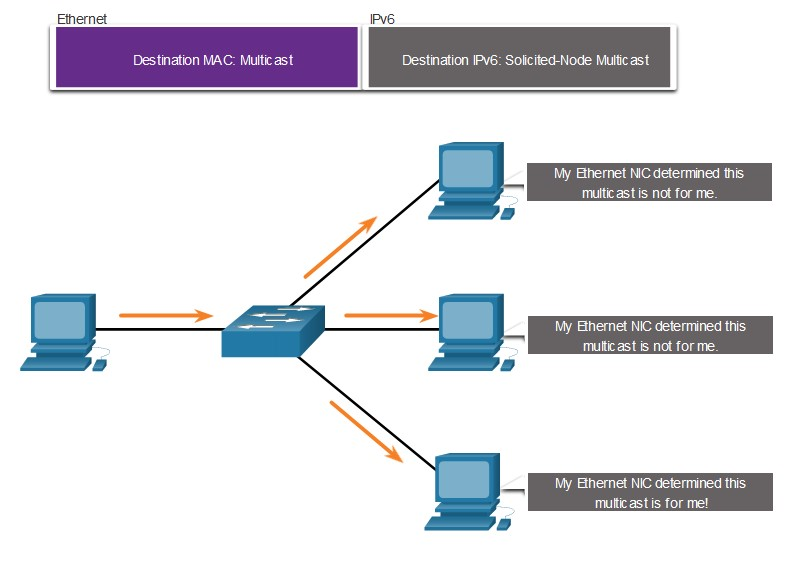 Ethernet
IPv6
Destination MAC: Multicast
Destination IPv6: Solicited-Node Multicast
My Ethernet NIC determined this
multicast is not for me.
My Ethernet NIC determined this
multicast is not for me.
My Ethernet NIC determined this
multicast is for me!